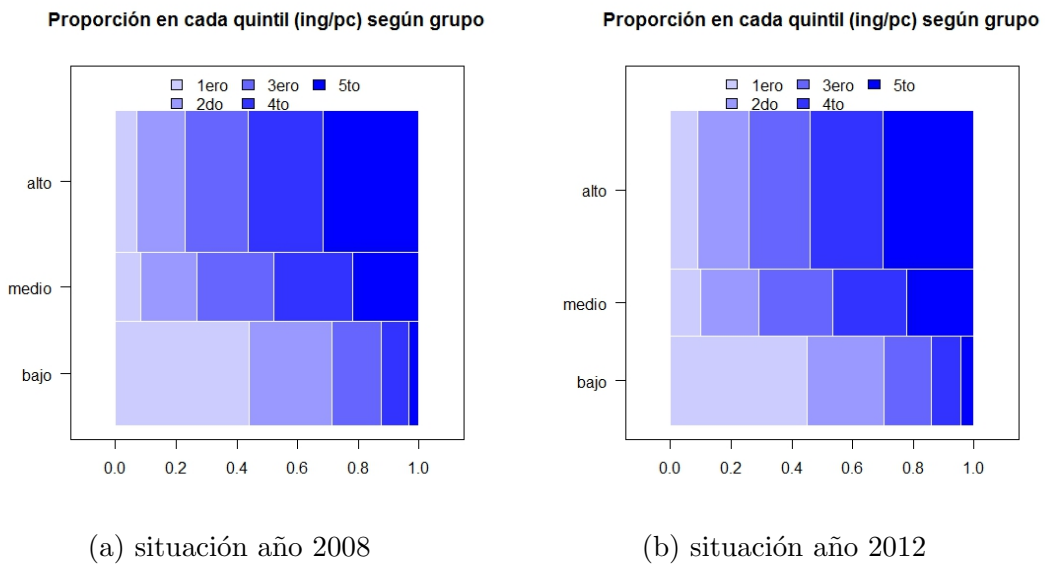 Proporción en cada quintil (ing/pc) según grupo
1ero 3ero 5to
2do 4to
alto
medio
bajo
0.0 0.2 0.4 0.6 0.8 1.0
(a) situación año 2008
Proporción en cada quintil (ing/pc) según grupo
1ero 3ero 5to
2do 4to
alto
medio
bajo
0.0 0.2 0.4 0.6 0.8 1.0
(b) situación año 2012